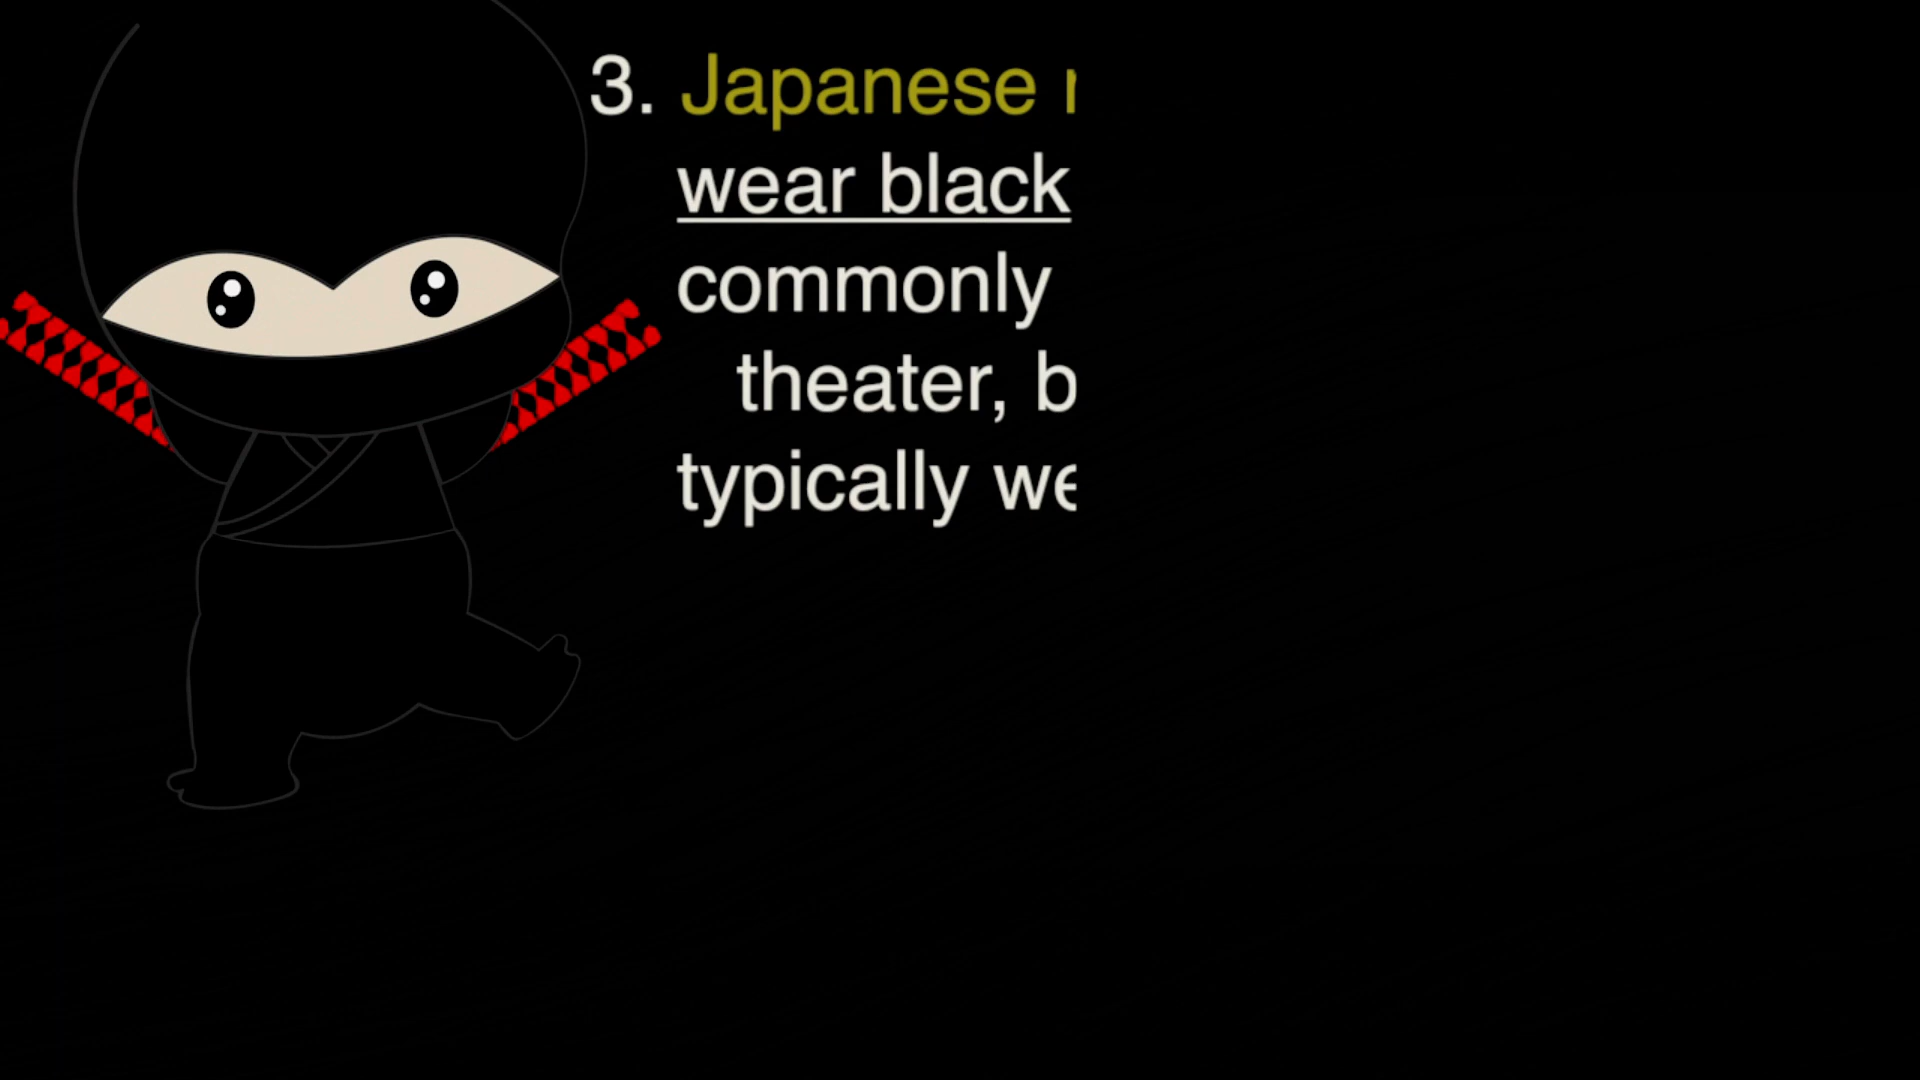 3. Japanese
wear black
commonly
theater,
typically